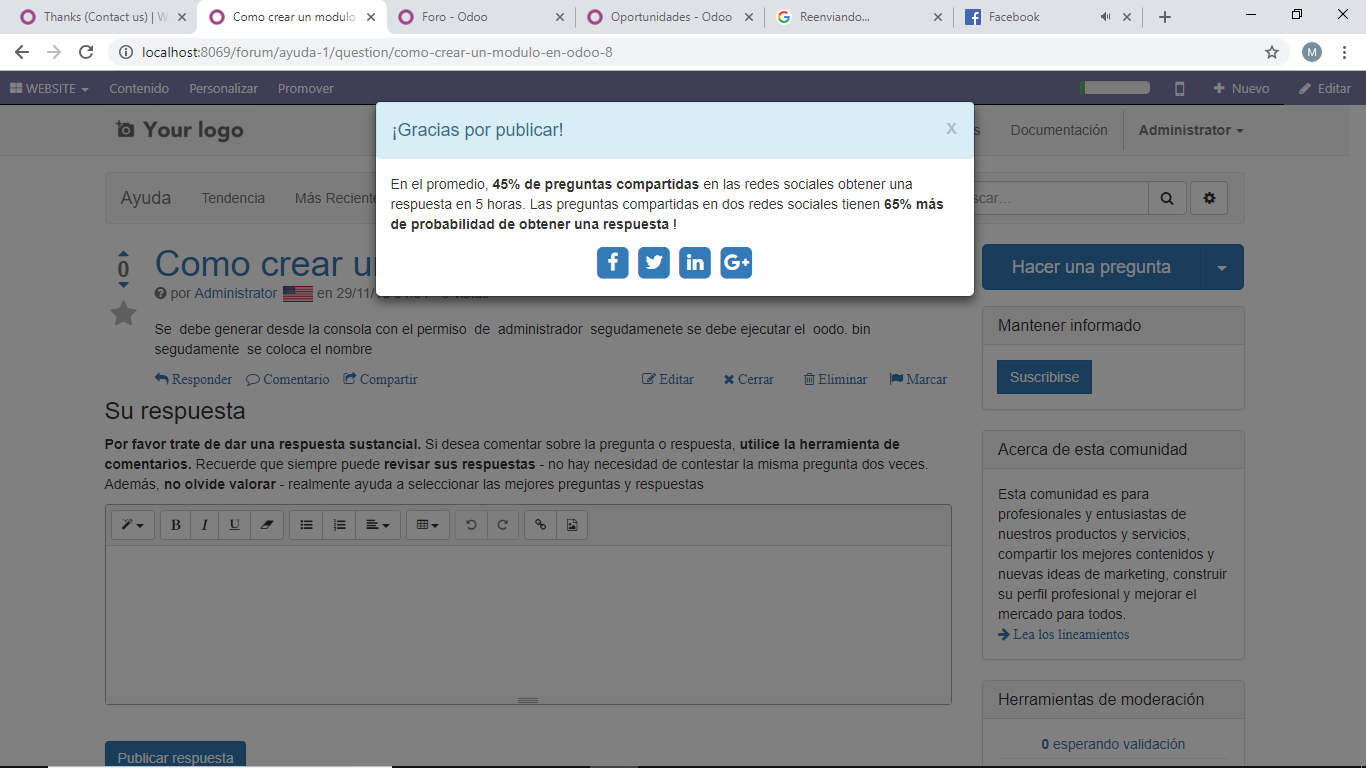 Thanks (Contact us) | W
Como crear un modulo
Foro - Odoo
Oportunidades - Odoo
Reenviando...
Facebook
localhost:8069/forum/ayuda-1/question/como-crear-un-modulo-en-odoo-8
M
WEBSITE Contenido Personalizar Promover Nuevo Editar
Your logo
s Documentación Administrator
¡Gracias por publicar! x
En el promedio, 45% de preguntas compartidas en las redes sociales obtener una
respuesta en 5 horas. Las preguntas compartidas en dos redes sociales tienen 65% más
de probabilidad de obtener una respuesta !
Ayuda Tendencia Más Reciente
scar...
0
Como crear u
por Administrator en 29/11/
Hacer una pregunta
Se debe generar desde la consola con el permiso de administrador segudamenete se debe ejecutar el oodo. bin
segudamente se coloca el nombre
Responder Comentario Compartir Editar Cerrar Eliminar Marcar
Su respuesta
Por favor trate de dar una respuesta sustancial. Si desea comentar sobre la pregunta o respuesta, utilice la herramienta de
comentarios. Recuerde que siempre puede revisar sus respuestas - no hay necesidad de contestar la misma pregunta dos veces.
Además, no olvide valorar - realmente ayuda a seleccionar las mejores preguntas y respuestas
B I U
Publicar respuesta
Mantener informado
Suscribirse
Acerca de esta comunidad
Esta comunidad es para
profesionales y entusiastas de
nuestros productos y servicios,
compartir los mejores contenidos y
nuevas ideas de marketing, construir
su perfil profesional y mejorar el
mercado para todos.
Lea los lineamientos
Herramientas de moderación
0 esperando validación